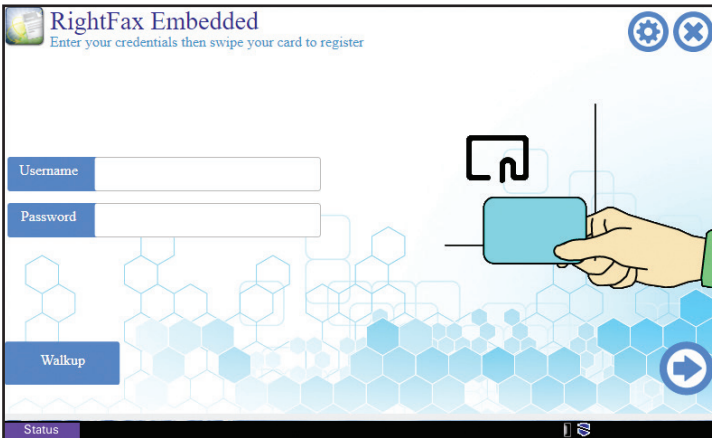 RightFax Embedded
Enter your credentials then swipe your card to register
Username
Password
Walkup
Status